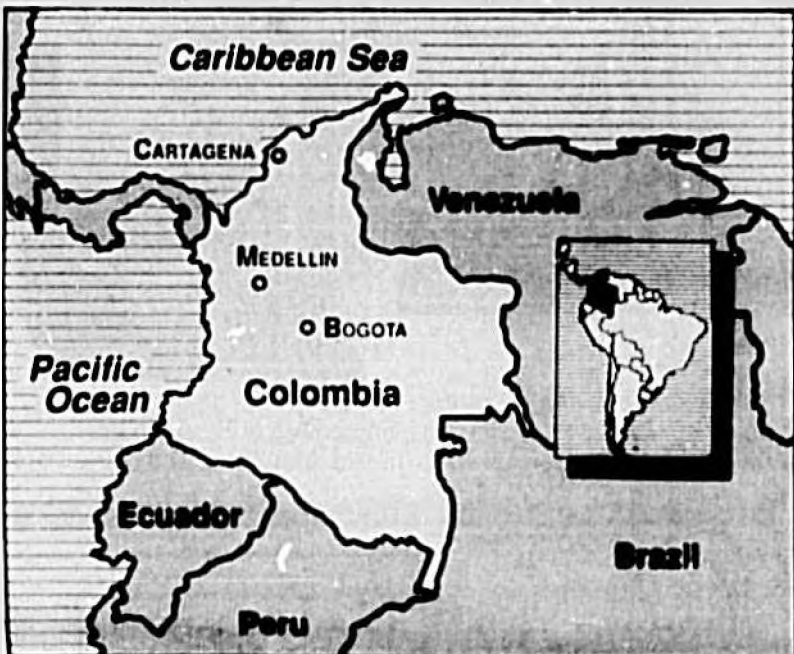 Caribbean Sea
CARTAGENA
Venezuela
MEDELLIN
BOGOTA
Pacific
Ocean
Colombia
Ecuador
Brazil
Peru